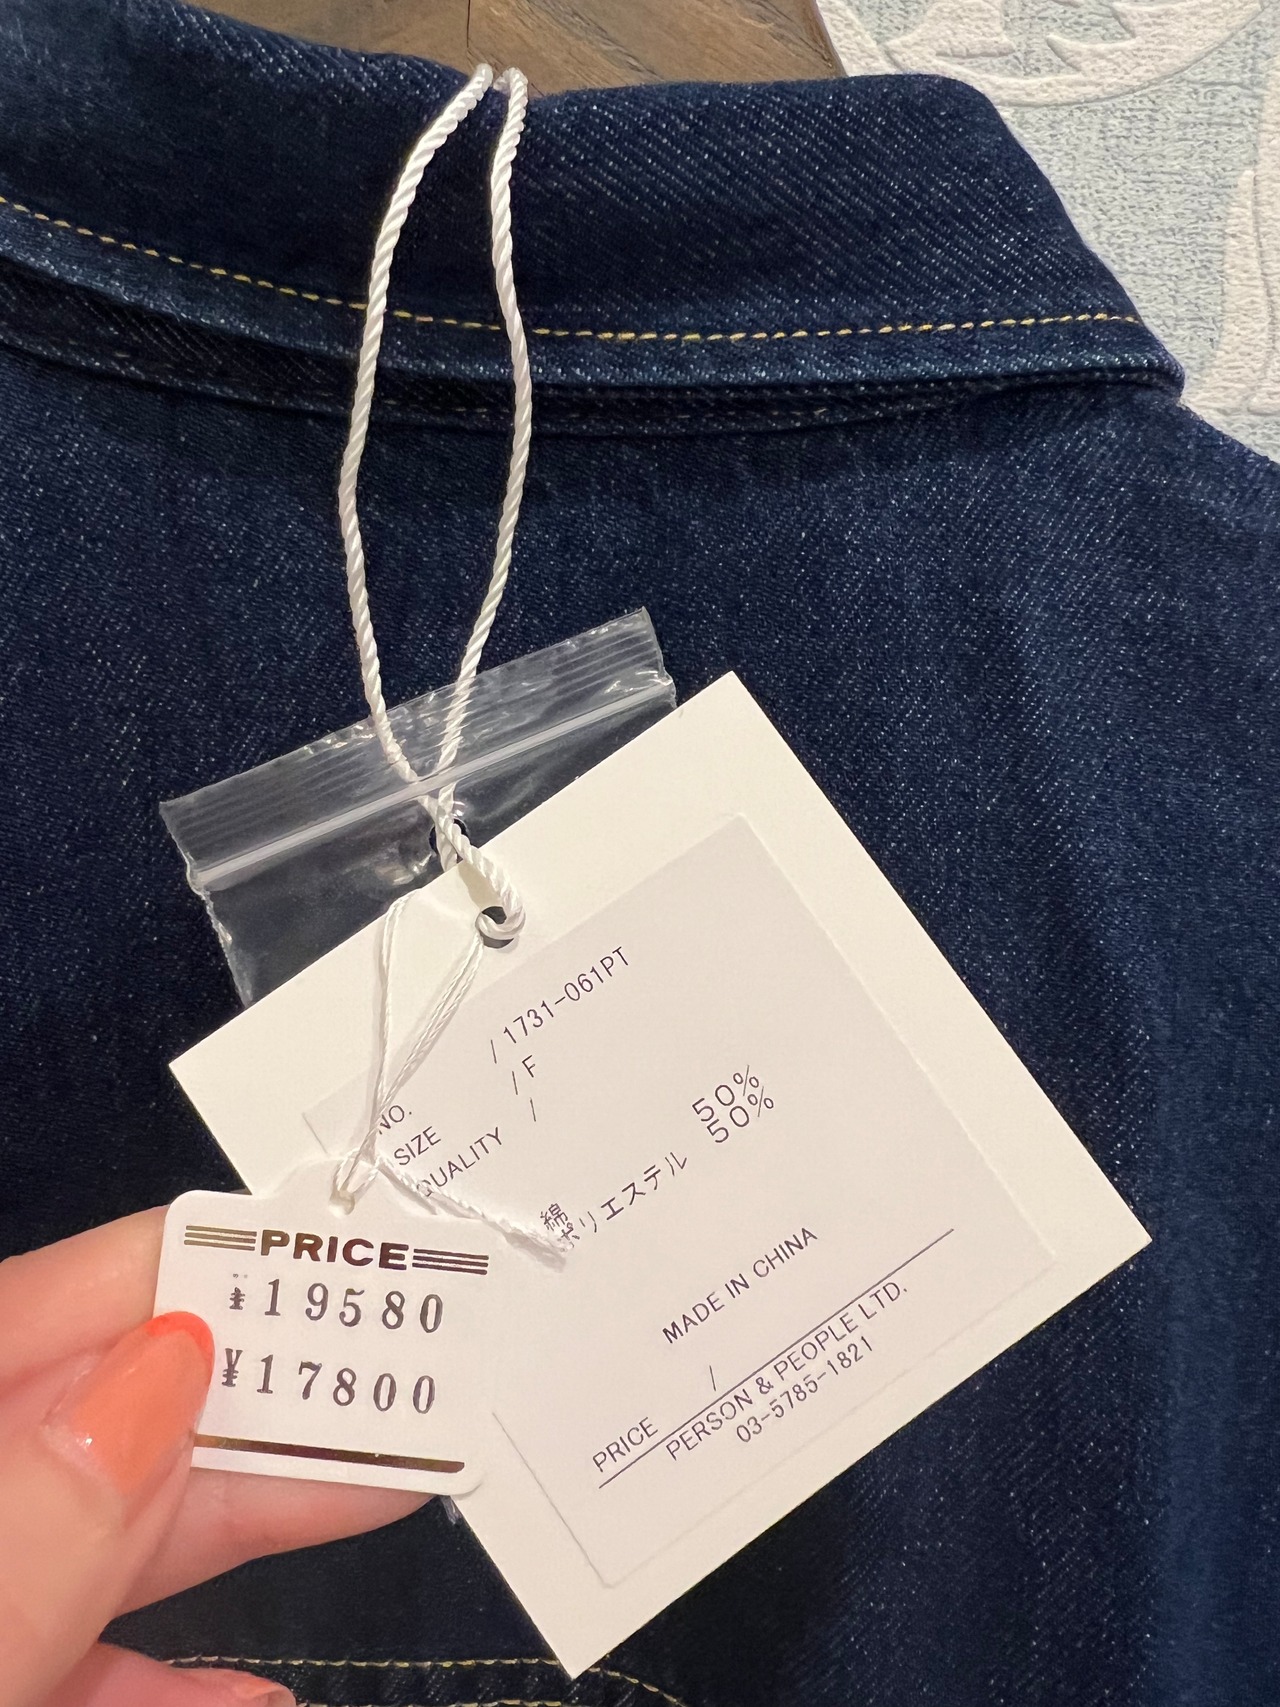 NO. / 1731-061PT
SIZE / F
QUALITY /
綿 50%
ポリエステル 50%
MADE IN CHINA
PRICE /
PERSON & PEOPLE LTD.
03-5785-1821
PRICE
¥19580
¥17800